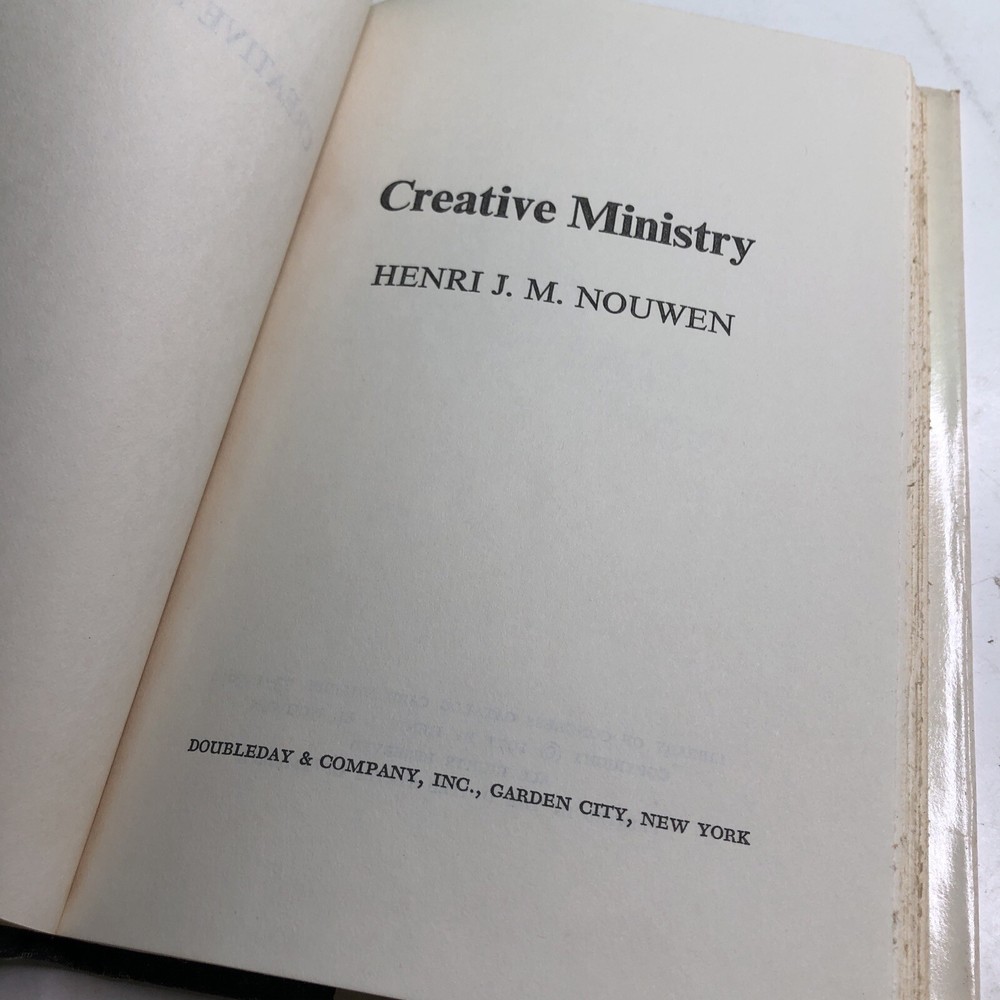 Creative Ministry
HENRI J. M. NOUWEN
DOUBLEDAY & COMPANY, INC., GARDEN CITY, NEW YORK